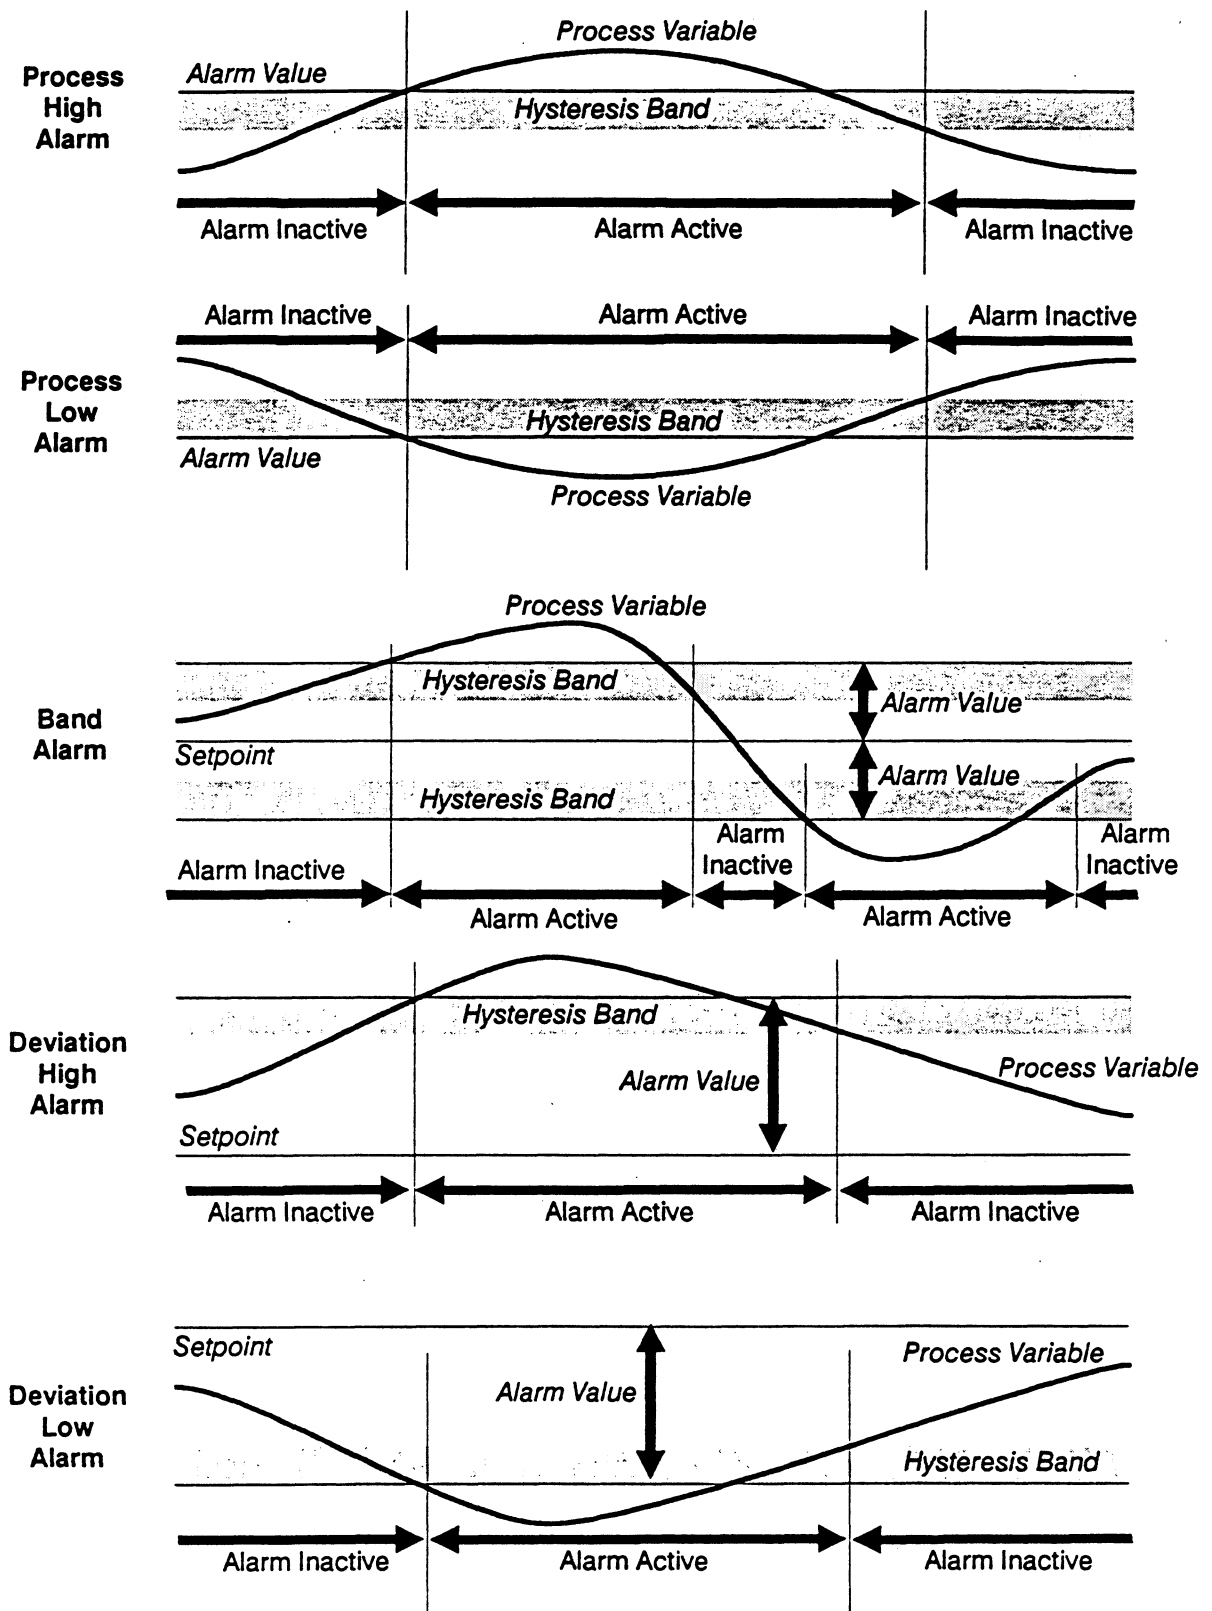 Process Variable
Process
High
Alarm
Alarm Value
Hysteresis Band
Alarm Inactive
Alarm Active
Alarm Inactive
Alarm Inactive
Alarm Active
Alarm Inactive
Process
Low
Alarm
Hysteresis Band
Alarm Value
Process Variable
Process Variable
Band
Alarm
Hysteresis Band
Alarm Value
Setpoint
Alarm Value
Hysteresis Band
Alarm Inactive
Alarm
Inactive
Alarm
Inactive
Alarm Active
Alarm Active
Deviation
High
Alarm
Hysteresis Band
Alarm Value
Process Variable
Setpoint
Alarm Inactive
Alarm Active
Alarm Inactive
Setpoint
Process Variable
Deviation
Low
Alarm
Alarm Value
Hysteresis Band
Alarm Inactive
Alarm Active
Alarm Inactive